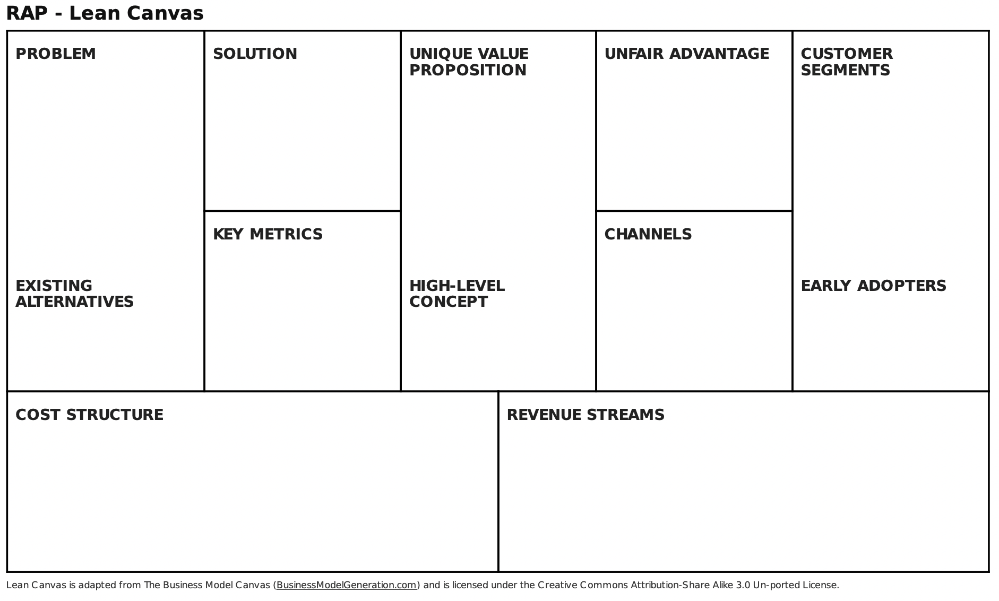 RAP - Lean Canvas
PROBLEM
EXISTING
ALTERNATIVES
SOLUTION
KEY METRICS
UNIQUE VALUE
PROPOSITION
HIGH-LEVEL
CONCEPT
UNFAIR ADVANTAGE
CHANNELS
CUSTOMER
SEGMENTS
EARLY ADOPTERS
COST STRUCTURE
REVENUE STREAMS
Lean Canvas is adapted from The Business Model Canvas (BusinessModelGeneration.com) and is licensed under the Creative Commons Attribution-Share Alike 3.0 Un-ported License.